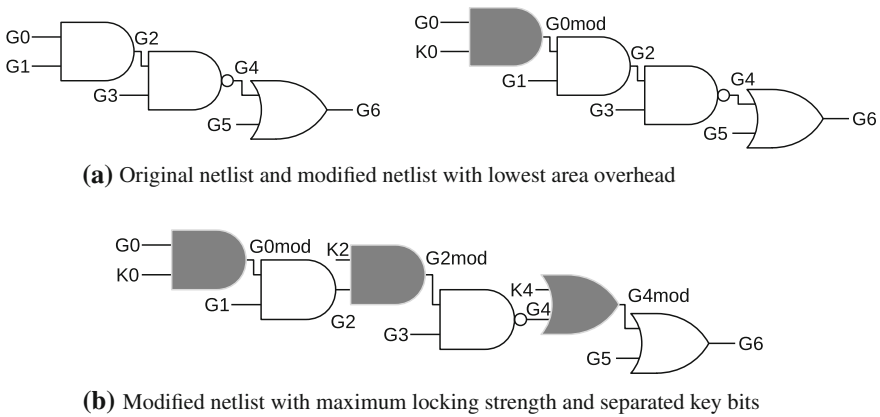 G0
G1
G2
G3
G4
G5
G6
G0
K0
G0mod
G1
G2
G3
G4
G5
G6
(a) Original netlist and modified netlist with lowest area overhead
G0
K0
G0mod
G1
G2
K2
G2mod
G3
G4
K4
G4mod
G5
G6
(b) Modified netlist with maximum locking strength and separated key bits